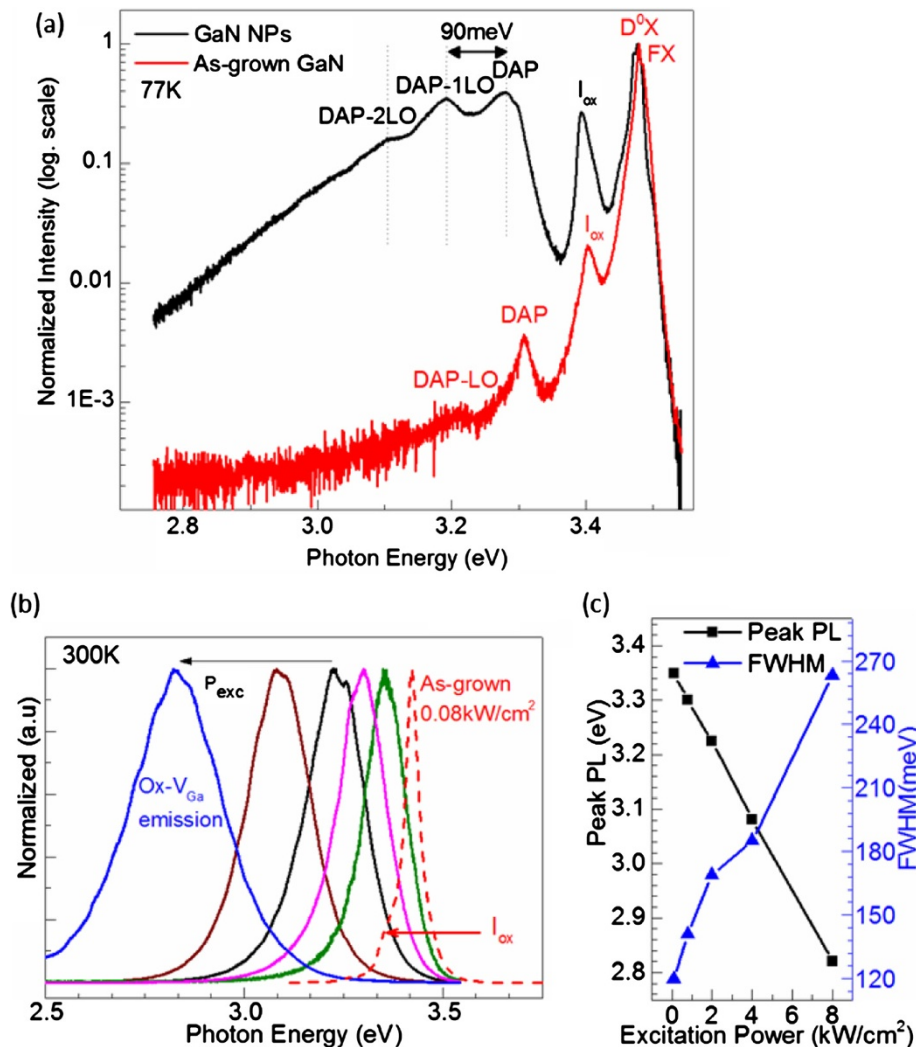 (a)
GaN NPs
As-grown GaN
77K
90meV
DAP-2LO
DAP-1LO
DAP
I_ox
D⁰X
FX
I_ox
DAP
DAP-LO
Normalized Intensity (log. scale)
1
0.1
0.01
1E-3
2.8 3.0 3.2 3.4
Photon Energy (eV)
(b)
300K
P_exc
As-grown
0.08kW/cm²
Ox-V_Ga
emission
I_ox
Normalized (a.u)
2.5 3.0 3.5
Photon Energy (eV)
(c)
Peak PL
FWHM
Peak PL (eV)
3.4
3.3
3.2
3.1
3.0
2.9
2.8
FWHM(meV)
270
260
240
180
150
120
0 2 4 6 8
Excitation Power (kW/cm²)